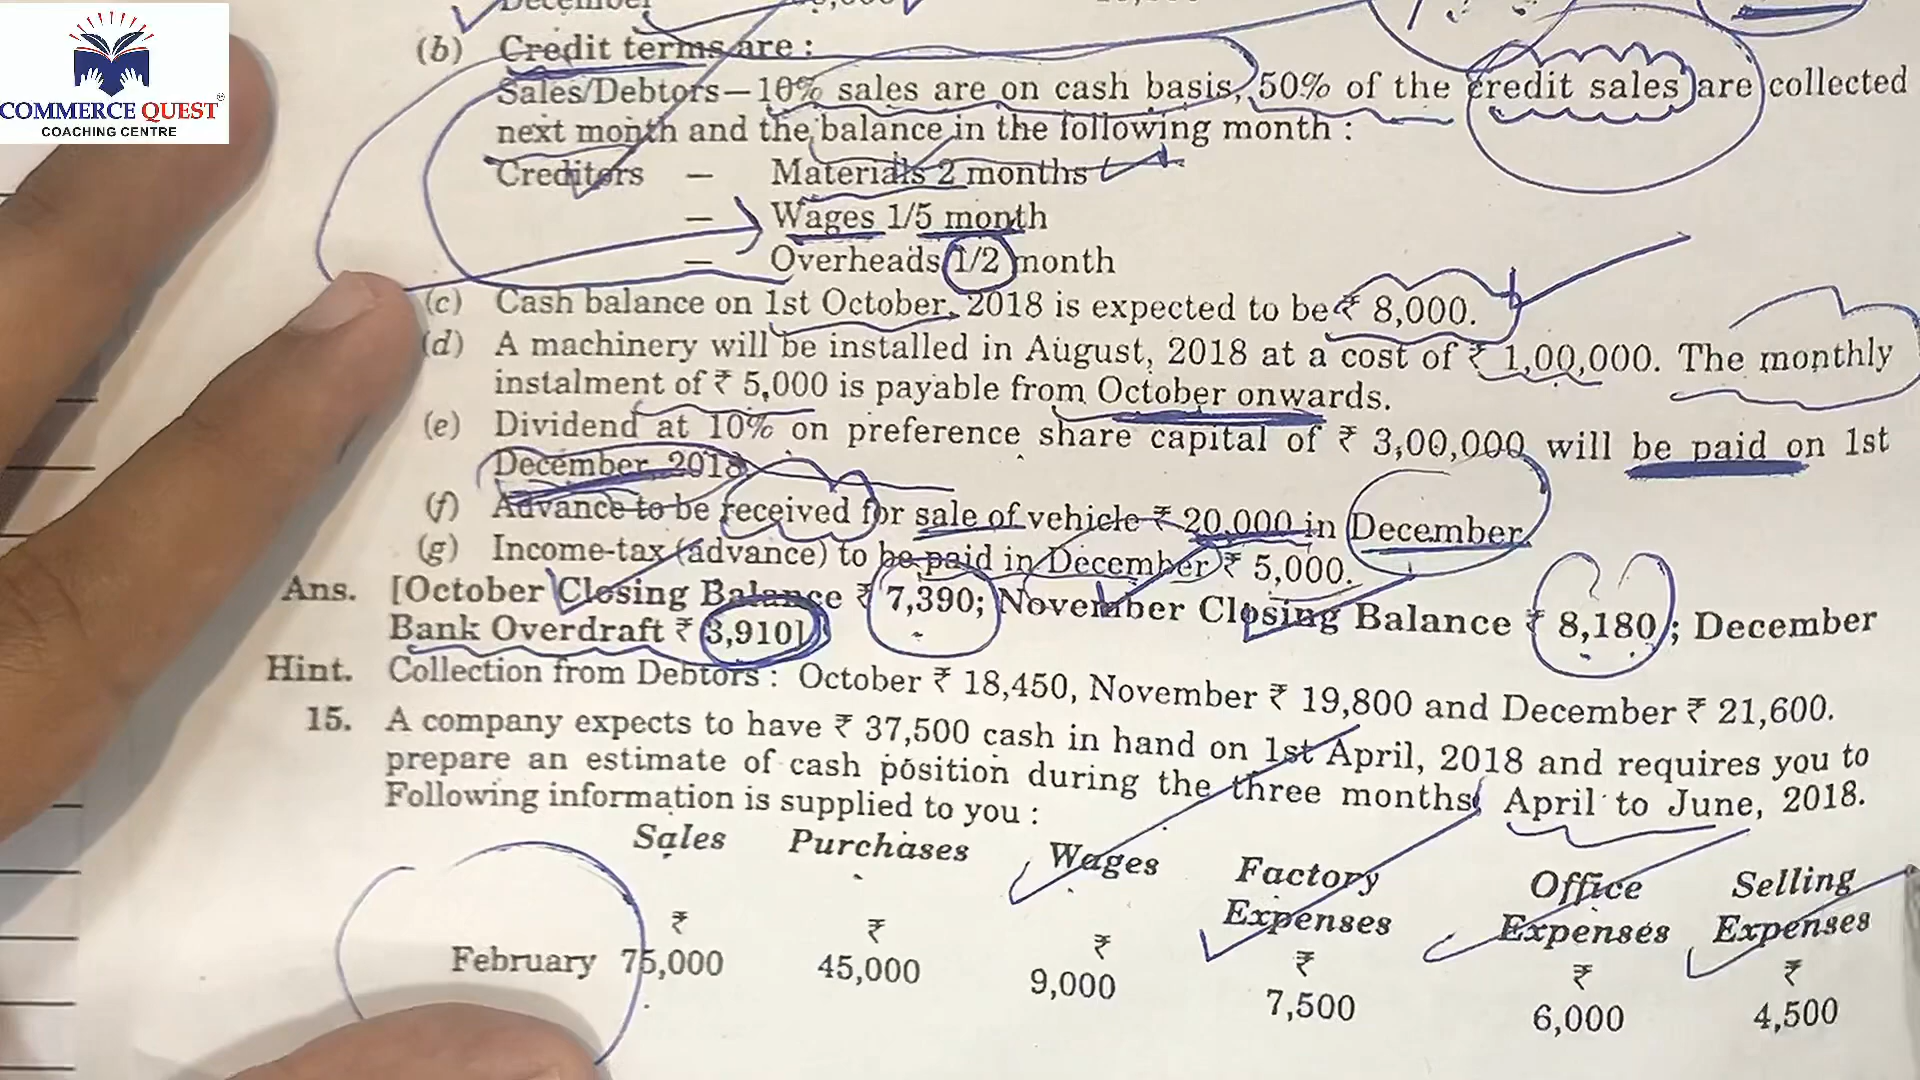 COMMERCE QUEST
COACHING CENTRE
December
(b) Credit terms are :
Sales/Debtors—10% sales are on cash basis, 50% of the credit sales are collected
next month and the balance in the following month :
Creditors — Materials 2 months
— Wages 1/5 month
— Overheads 1/2 month
(c) Cash balance on 1st October, 2018 is expected to be ₹ 8,000.
(d) A machinery will be installed in August, 2018 at a cost of ₹ 1,00,000. The monthly
instalment of ₹ 5,000 is payable from October onwards.
(e) Dividend at 10% on preference share capital of ₹ 3,00,000 will be paid on 1st
December, 2018.
(f) Advance to be received for sale of vehicle ₹ 20,000 in December.
(g) Income-tax (advance) to be paid in December ₹ 5,000.
Ans. [October Closing Balance ₹ 7,390; November Closing Balance ₹ 8,180; December
Bank Overdraft ₹ 3,910]
Hint. Collection from Debtors : October ₹ 18,450, November ₹ 19,800 and December ₹ 21,600.
15. A company expects to have ₹ 37,500 cash in hand on 1st April, 2018 and requires you to
prepare an estimate of cash position during the three months, April to June, 2018.
Following information is supplied to you :
Sales Purchases Wages Factory Expenses Office Expenses Selling Expenses
₹ ₹ ₹ ₹ ₹ ₹
February 75,000 45,000 9,000 7,500 6,000 4,500